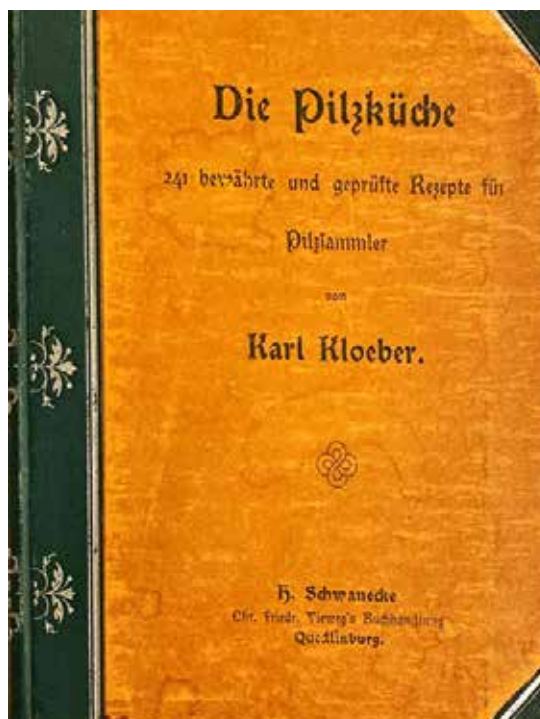 Die Pilzküche
241 bewährte und geprüfte Rezepte für
Pilzsammler
von
Karl Kloeber.
H. Schwanecke
Chr. Friedr. Vieweg's Buchhandlung
Quedlinburg.